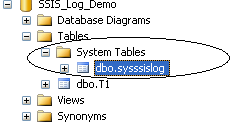 SSIS_Log_Demo
Database Diagrams
Tables
System Tables
dbo.sysssislog
dbo.T1
Views
Synonyms